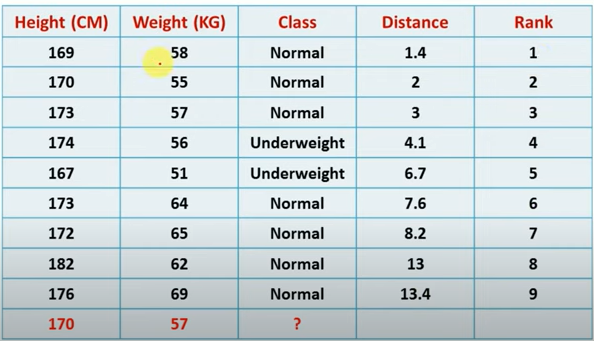 Height (CM) Weight (KG) Class Distance Rank
169 58 Normal 1.4 1
170 55 Normal 2 2
173 57 Normal 3 3
174 56 Underweight 4.1 4
167 51 Underweight 6.7 5
173 64 Normal 7.6 6
172 65 Normal 8.2 7
182 62 Normal 13 8
176 69 Normal 13.4 9
170 57 ?